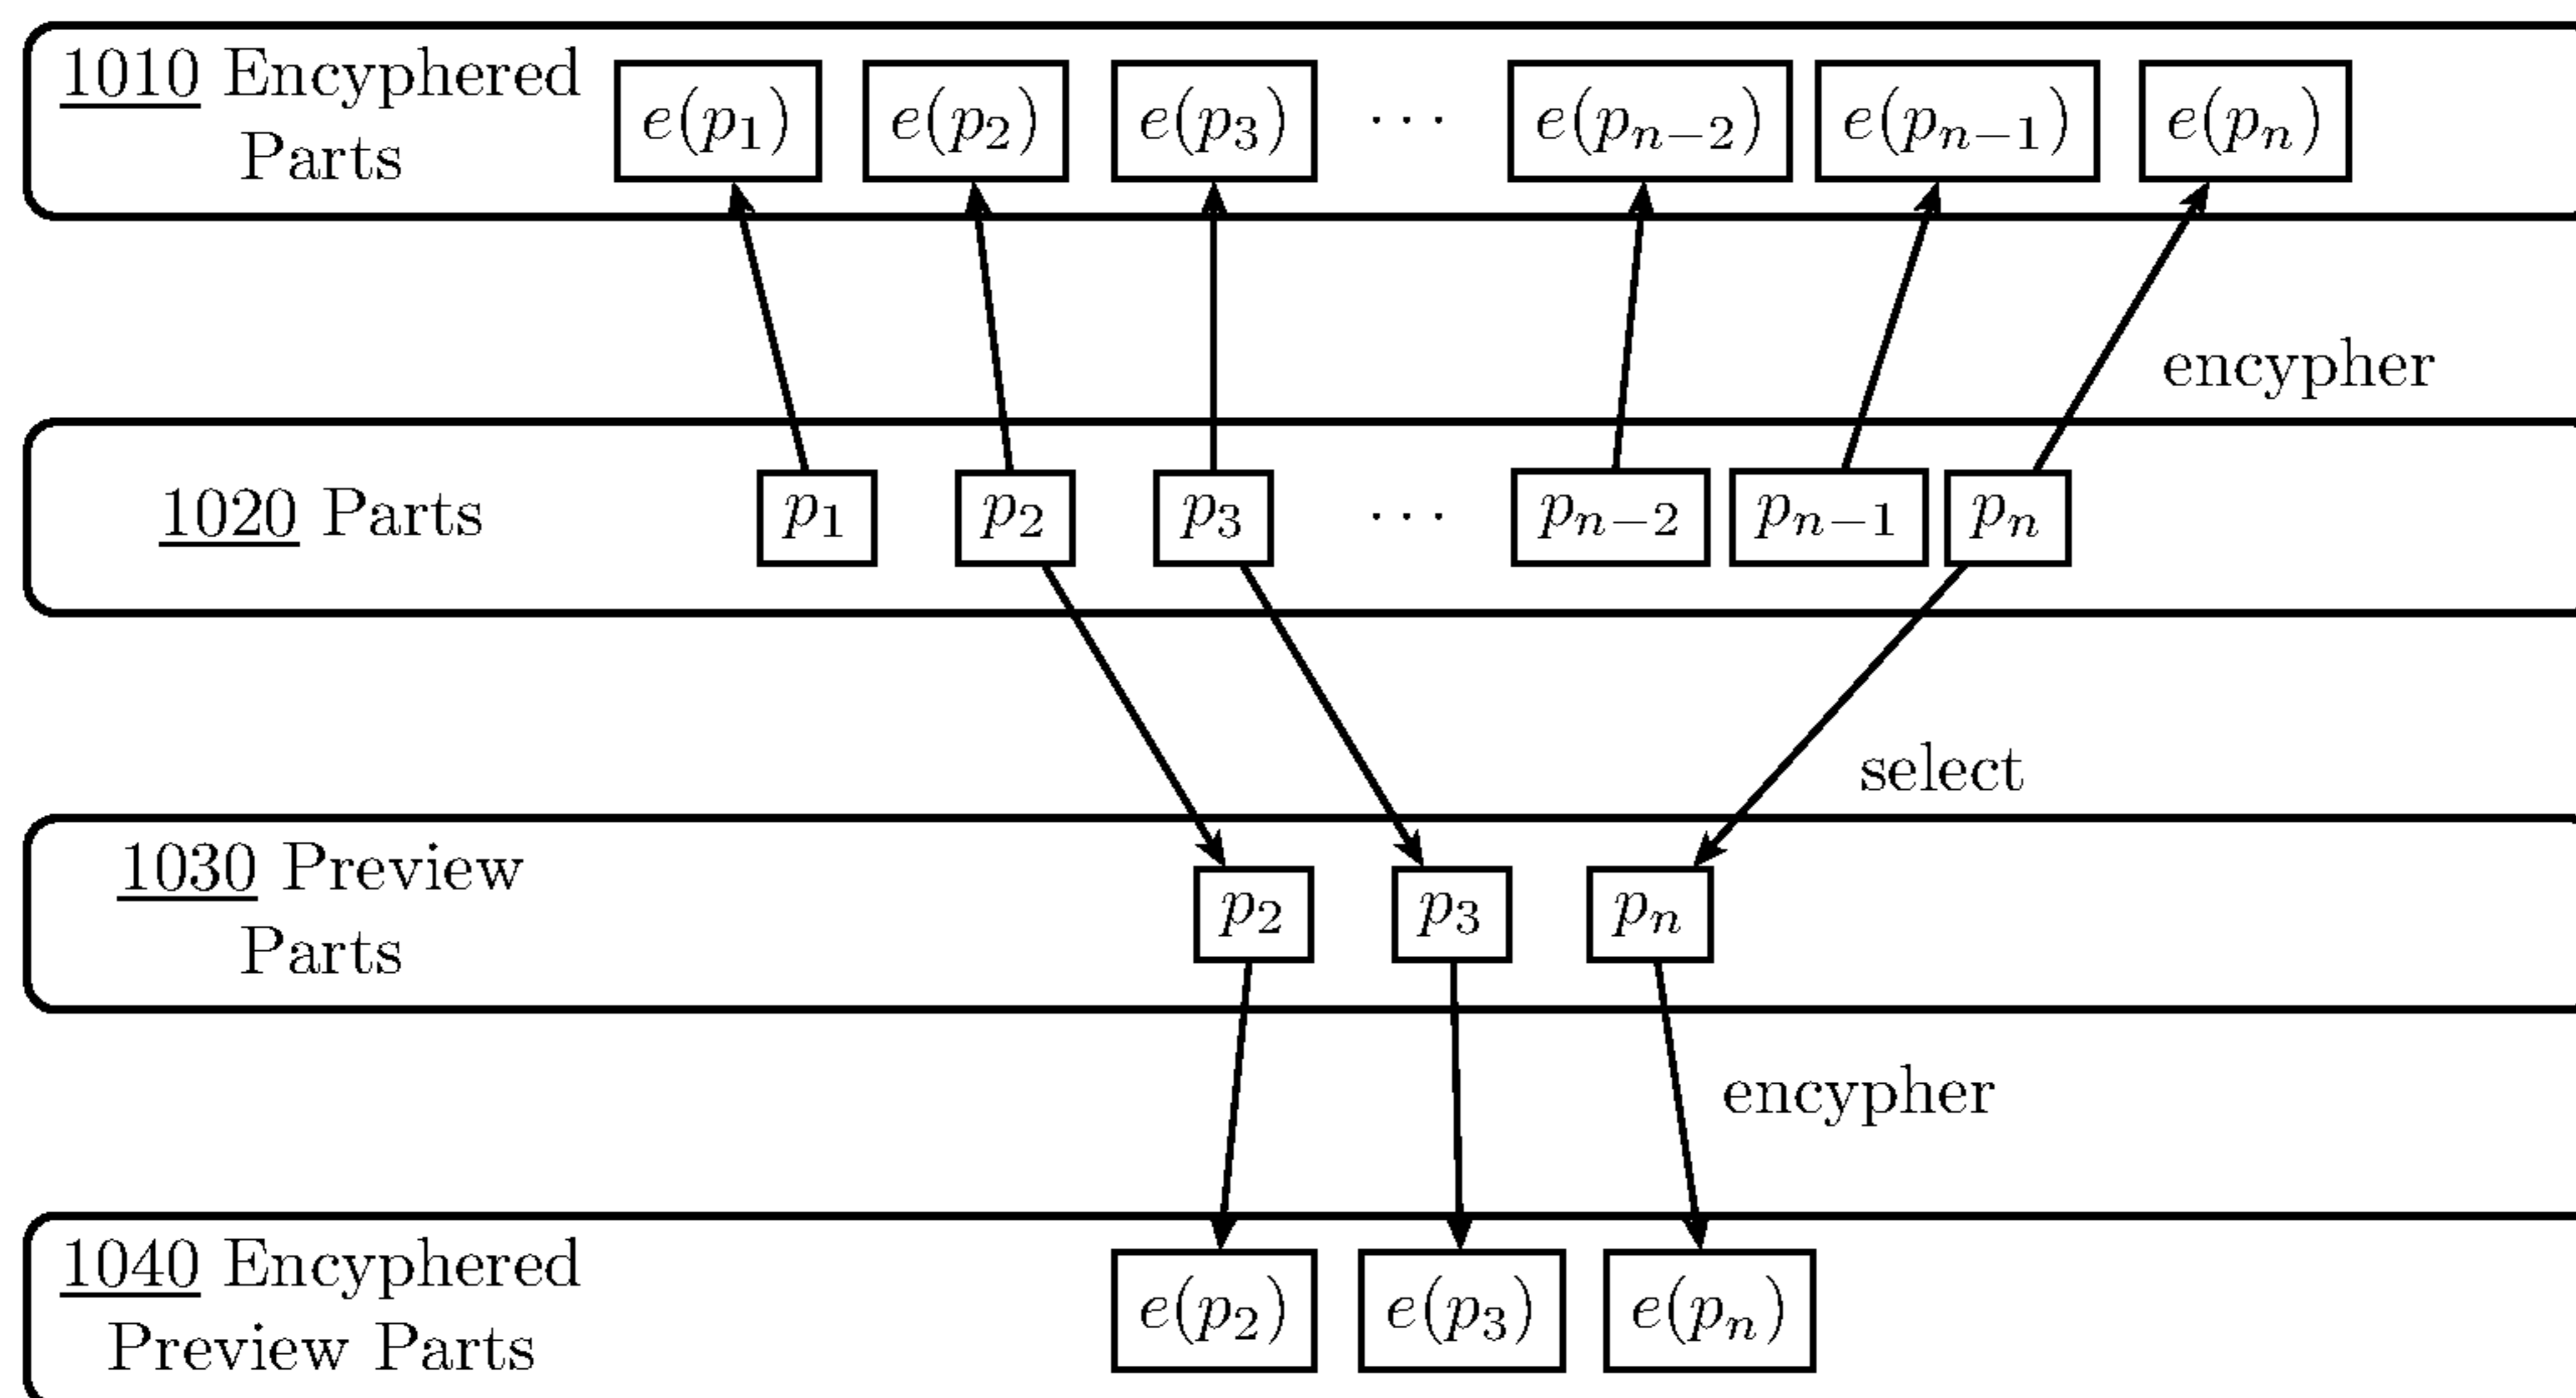 1010 Encyphered
Parts
e(p₁) e(p₂) e(p₃) ··· e(pₙ₋₂) e(pₙ₋₁) e(pₙ)
encypher
1020 Parts
p₁ p₂ p₃ ··· pₙ₋₂ pₙ₋₁ pₙ
select
1030 Preview
Parts
p₂ p₃ pₙ
encypher
1040 Encyphered
Preview Parts
e(p₂) e(p₃) e(pₙ)